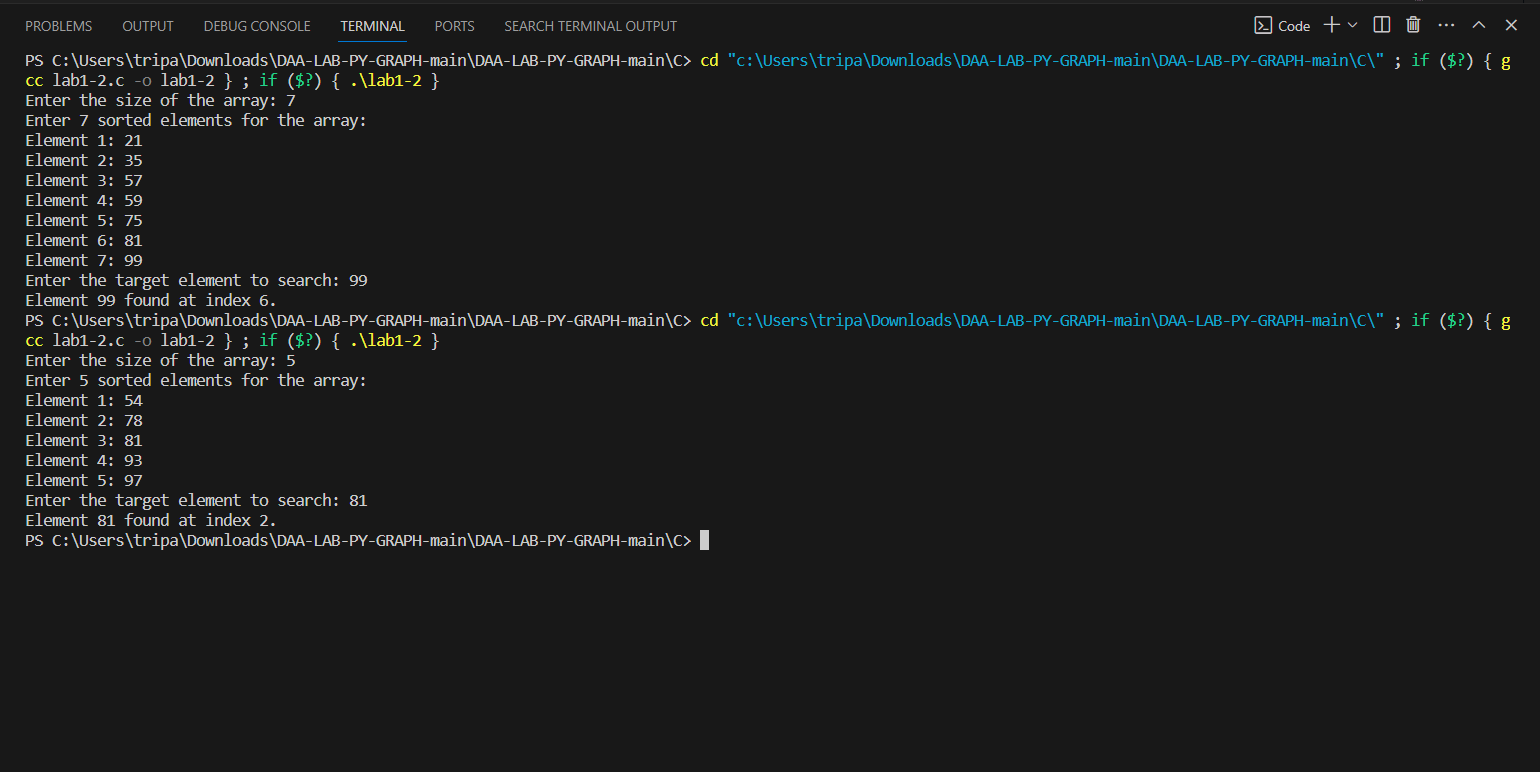 PROBLEMS OUTPUT DEBUG CONSOLE TERMINAL PORTS SEARCH TERMINAL OUTPUT Code
PS C:\Users\tripa\Downloads\DAA-LAB-PY-GRAPH-main\DAA-LAB-PY-GRAPH-main\C> cd "c:\Users\tripa\Downloads\DAA-LAB-PY-GRAPH-main\DAA-LAB-PY-GRAPH-main\C\" ; if ($?) { g
cc lab1-2.c -o lab1-2 } ; if ($?) { .\lab1-2 }
Enter the size of the array: 7
Enter 7 sorted elements for the array:
Element 1: 21
Element 2: 35
Element 3: 57
Element 4: 59
Element 5: 75
Element 6: 81
Element 7: 99
Enter the target element to search: 99
Element 99 found at index 6.
PS C:\Users\tripa\Downloads\DAA-LAB-PY-GRAPH-main\DAA-LAB-PY-GRAPH-main\C> cd "c:\Users\tripa\Downloads\DAA-LAB-PY-GRAPH-main\DAA-LAB-PY-GRAPH-main\C\" ; if ($?) { g
cc lab1-2.c -o lab1-2 } ; if ($?) { .\lab1-2 }
Enter the size of the array: 5
Enter 5 sorted elements for the array:
Element 1: 54
Element 2: 78
Element 3: 81
Element 4: 93
Element 5: 97
Enter the target element to search: 81
Element 81 found at index 2.
PS C:\Users\tripa\Downloads\DAA-LAB-PY-GRAPH-main\DAA-LAB-PY-GRAPH-main\C>